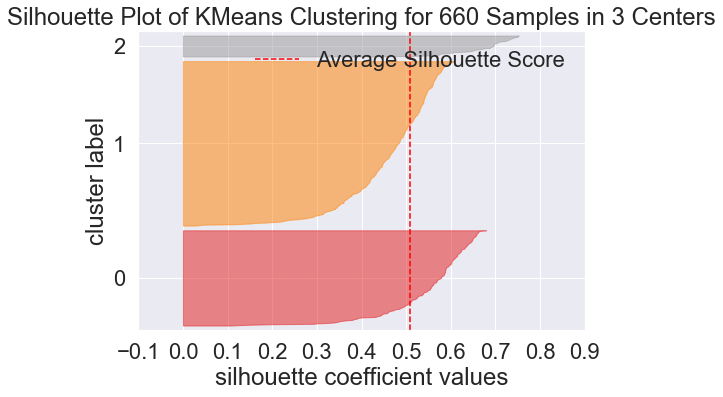 Silhouette Plot of KMeans Clustering for 660 Samples in 3 Centers
2
Average Silhouette Score
1
cluster label
0
−0.1 0.0 0.1 0.2 0.3 0.4 0.5 0.6 0.7 0.8 0.9
silhouette coefficient values